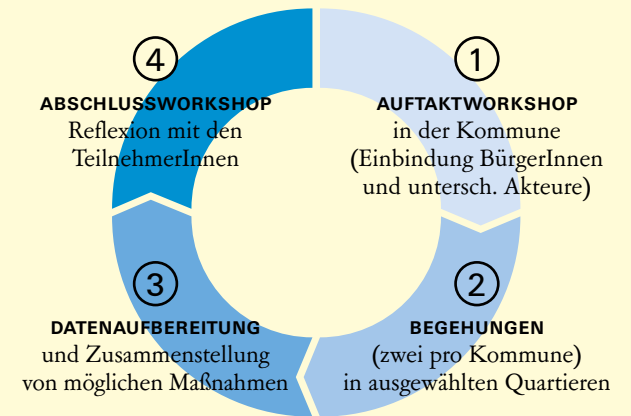 1
AUFTAKTWORKSHOP
in der Kommune
(Einbindung BürgerInnen
und untersch. Akteure)
2
BEGEHUNGEN
(zwei pro Kommune)
in ausgewählten Quartieren
3
DATENAUFBEREITUNG
und Zusammenstellung
von möglichen Maßnahmen
4
ABSCHLUSSWORKSHOP
Reflexion mit den
TeilnehmerInnen